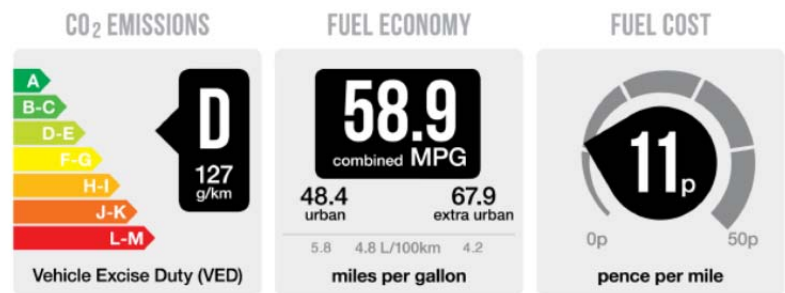 CO2 EMISSIONS
A
B-C
D-E
F-G
H-I
J-K
L-M
D
127
g/km
Vehicle Excise Duty (VED)
FUEL ECONOMY
58.9
combined MPG
48.4 67.9
urban extra urban
5.8 4.8 L/100km 4.2
miles per gallon
FUEL COST
11p
0p 50p
pence per mile